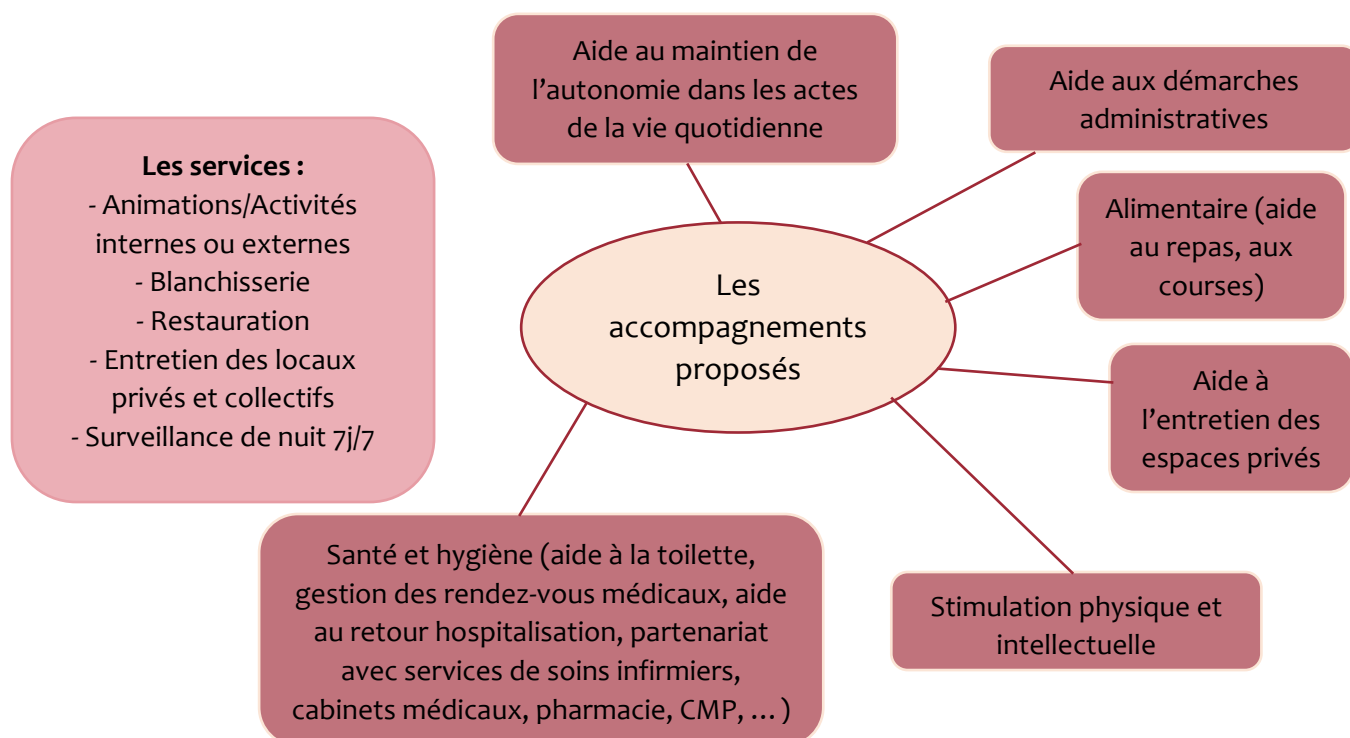 Aide au maintien de
l'autonomie dans les actes
de la vie quotidienne
Aide aux démarches
administratives
Les services :
- Animations/Activités
internes ou externes
- Blanchisserie
- Restauration
- Entretien des locaux
privés et collectifs
- Surveillance de nuit 7j/7
Alimentaire (aide
au repas, aux
courses)
Les
accompagnements
proposés
Aide à
l'entretien des
espaces privés
Santé et hygiène (aide à la toilette,
gestion des rendez-vous médicaux, aide
au retour hospitalisation, partenariat
avec services de soins infirmiers,
cabinets médicaux, pharmacie, CMP, … )
Stimulation physique et
intellectuelle